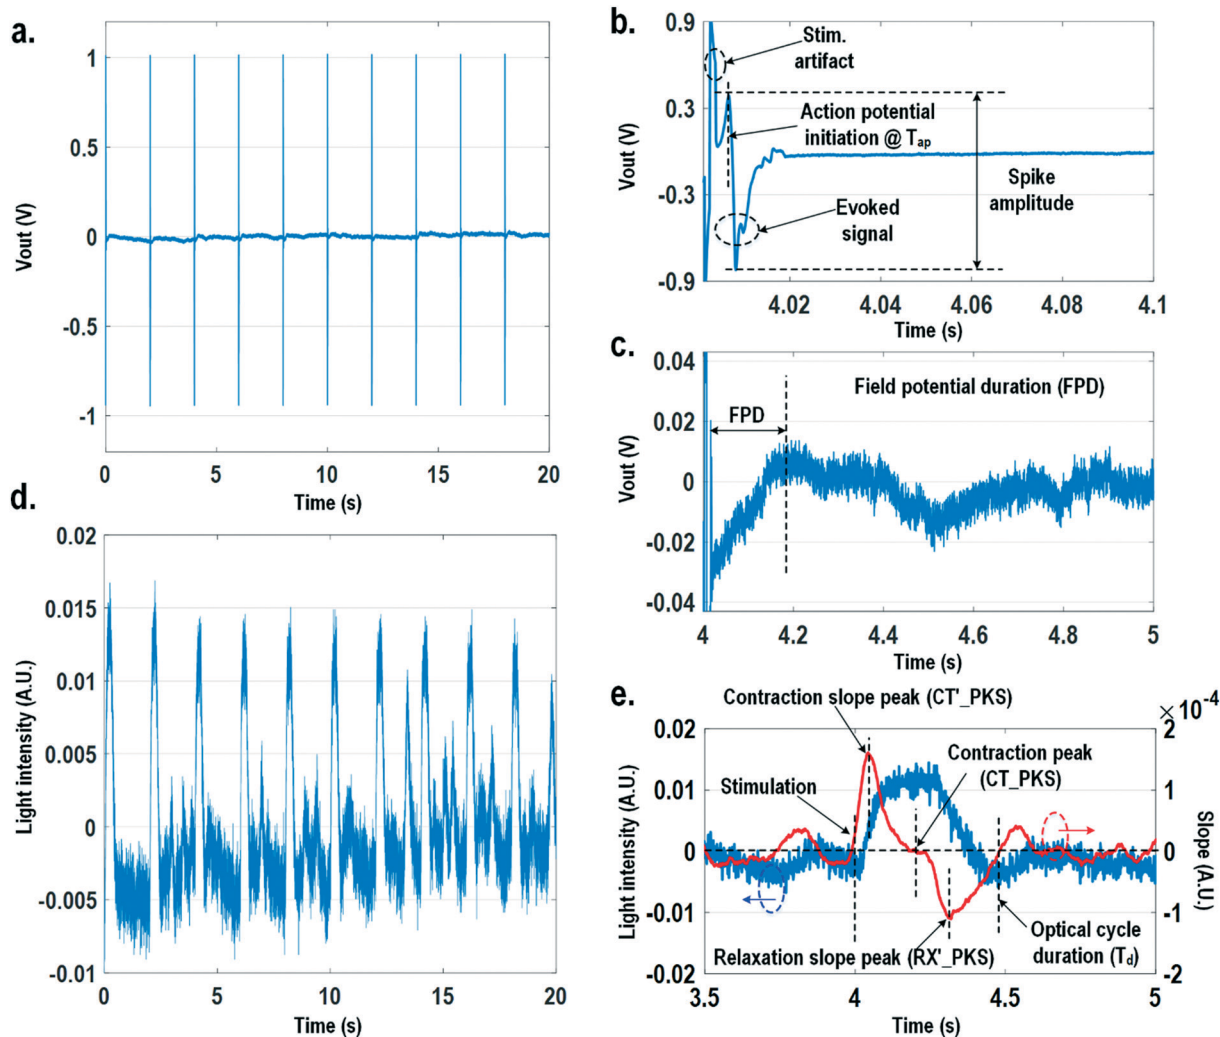 a.
Vout (V)
1
0.5
0
-0.5
-1
0
5
10
15
20
Time (s)
b.
Vout (V)
0.9
0.3
-0.3
-0.9
Stim.
artifact
Action potential
initiation @ Tap
Evoked
signal
Spike
amplitude
4.02
4.04
4.06
4.08
4.1
Time (s)
c.
Vout (V)
0.04
0.02
0
-0.02
-0.04
Field potential duration (FPD)
FPD
4
4.2
4.4
4.6
4.8
5
Time (s)
d.
Light intensity (A.U.)
0.02
0.015
0.01
0.005
0
-0.005
-0.01
0
5
10
15
20
Time (s)
e.
Light intensity (A.U.)
0.02
0.01
0
-0.01
-0.02
Contraction slope peak (CT'_PKS)
×10-4
Contraction peak
(CT_PKS)
Stimulation
Relaxation slope peak (RX'_PKS)
Optical cycle
duration (Td)
2
1
0
-1
-2
Slope (A.U.)
3.5
4
4.5
5
Time (s)